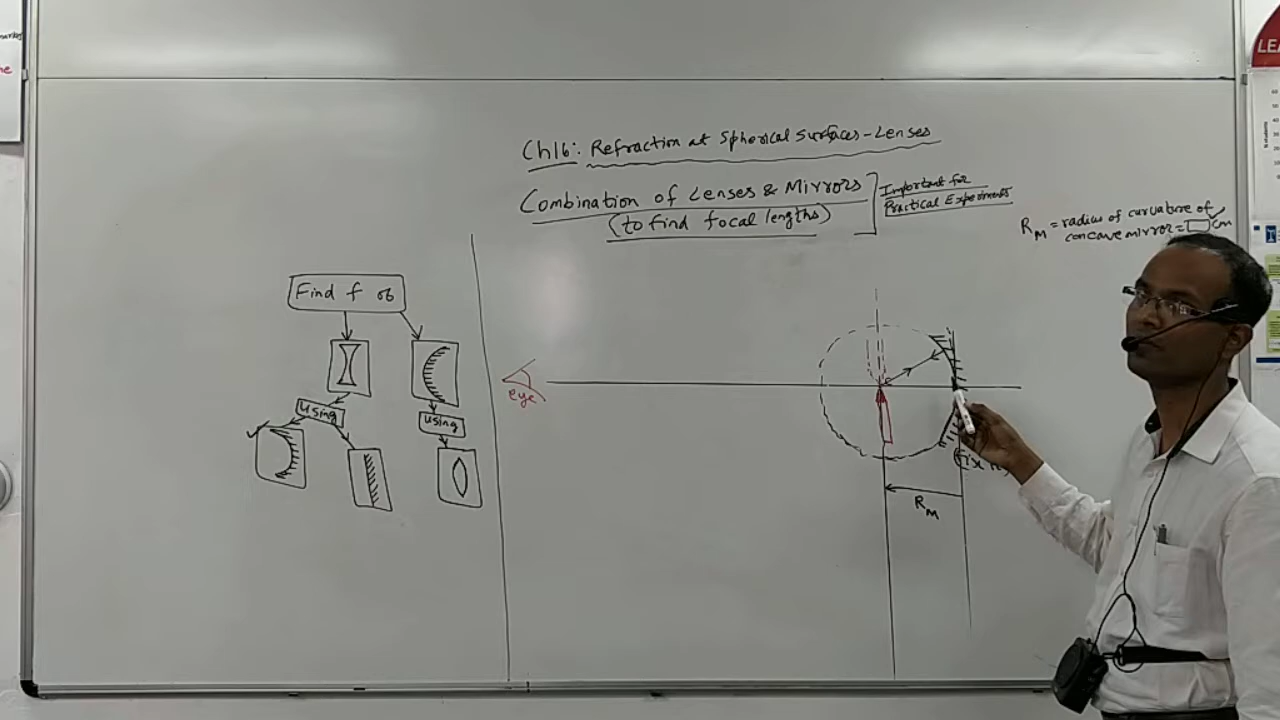 Ch16: Refraction at Spherical Surfaces - Lenses
Combination of Lenses & Mirrors
(to find focal lengths)
Important for
Practical Experiments
R_M = radius of curvature of
concave mirror = □ cm
Find f of
using
using
eye
R_M
LEA